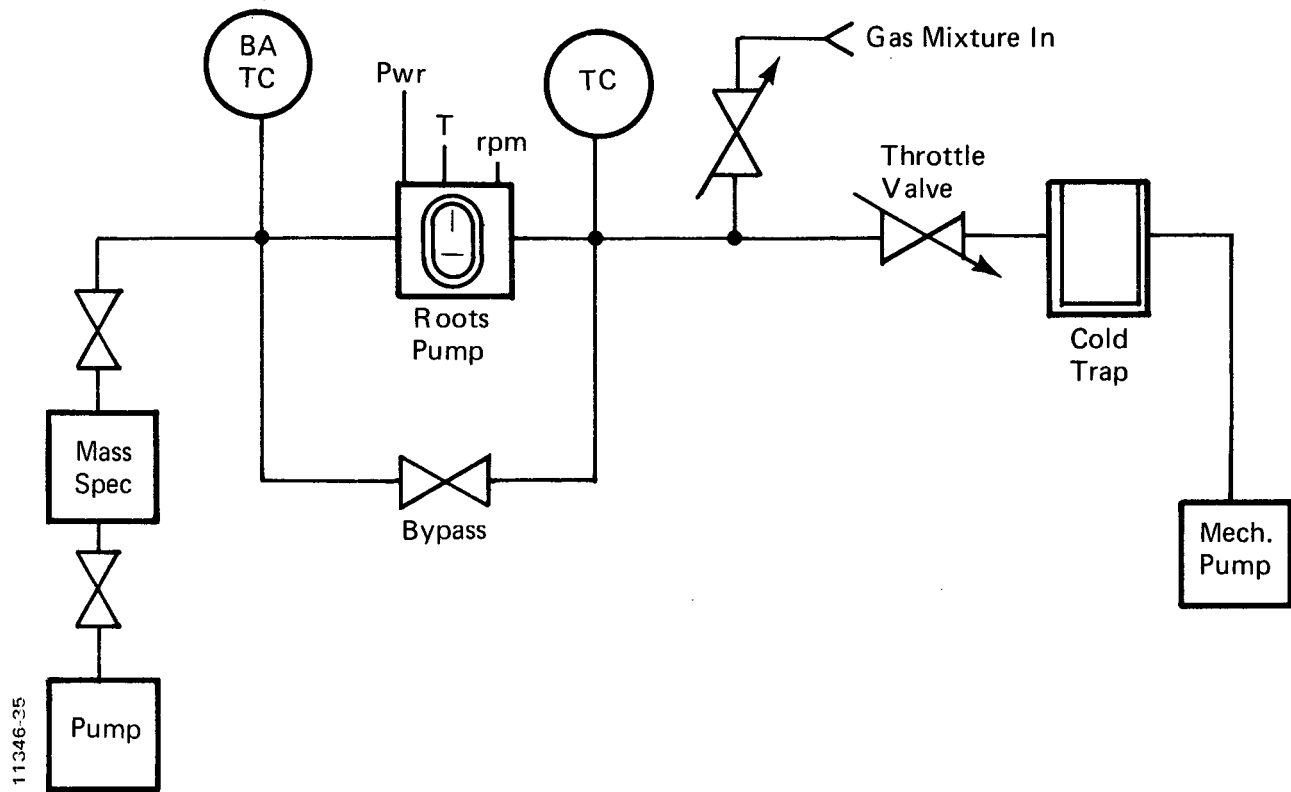 BA
TC
Pwr
T
rpm
TC
Gas Mixture In
Throttle
Valve
Roots
Pump
Cold
Trap
Mass
Spec
Bypass
Mech.
Pump
Pump
11346-35